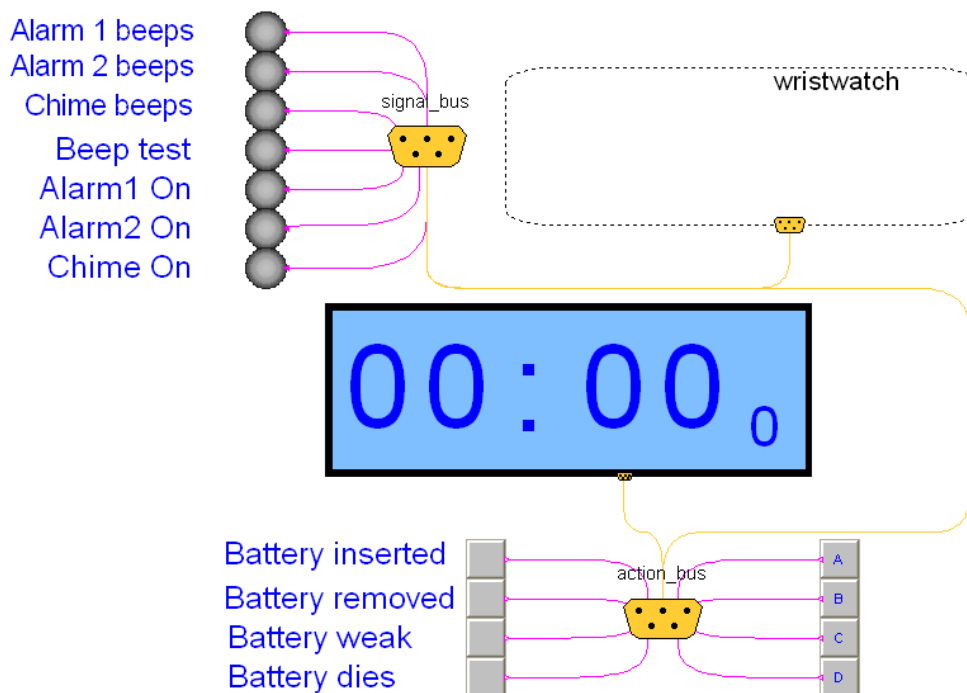 Alarm 1 beeps
Alarm 2 beeps
Chime beeps
Beep test
Alarm1 On
Alarm2 On
Chime On
signal_bus
wristwatch
00:00 0
Battery inserted
Battery removed
Battery weak
Battery dies
action_bus
A
B
C
D